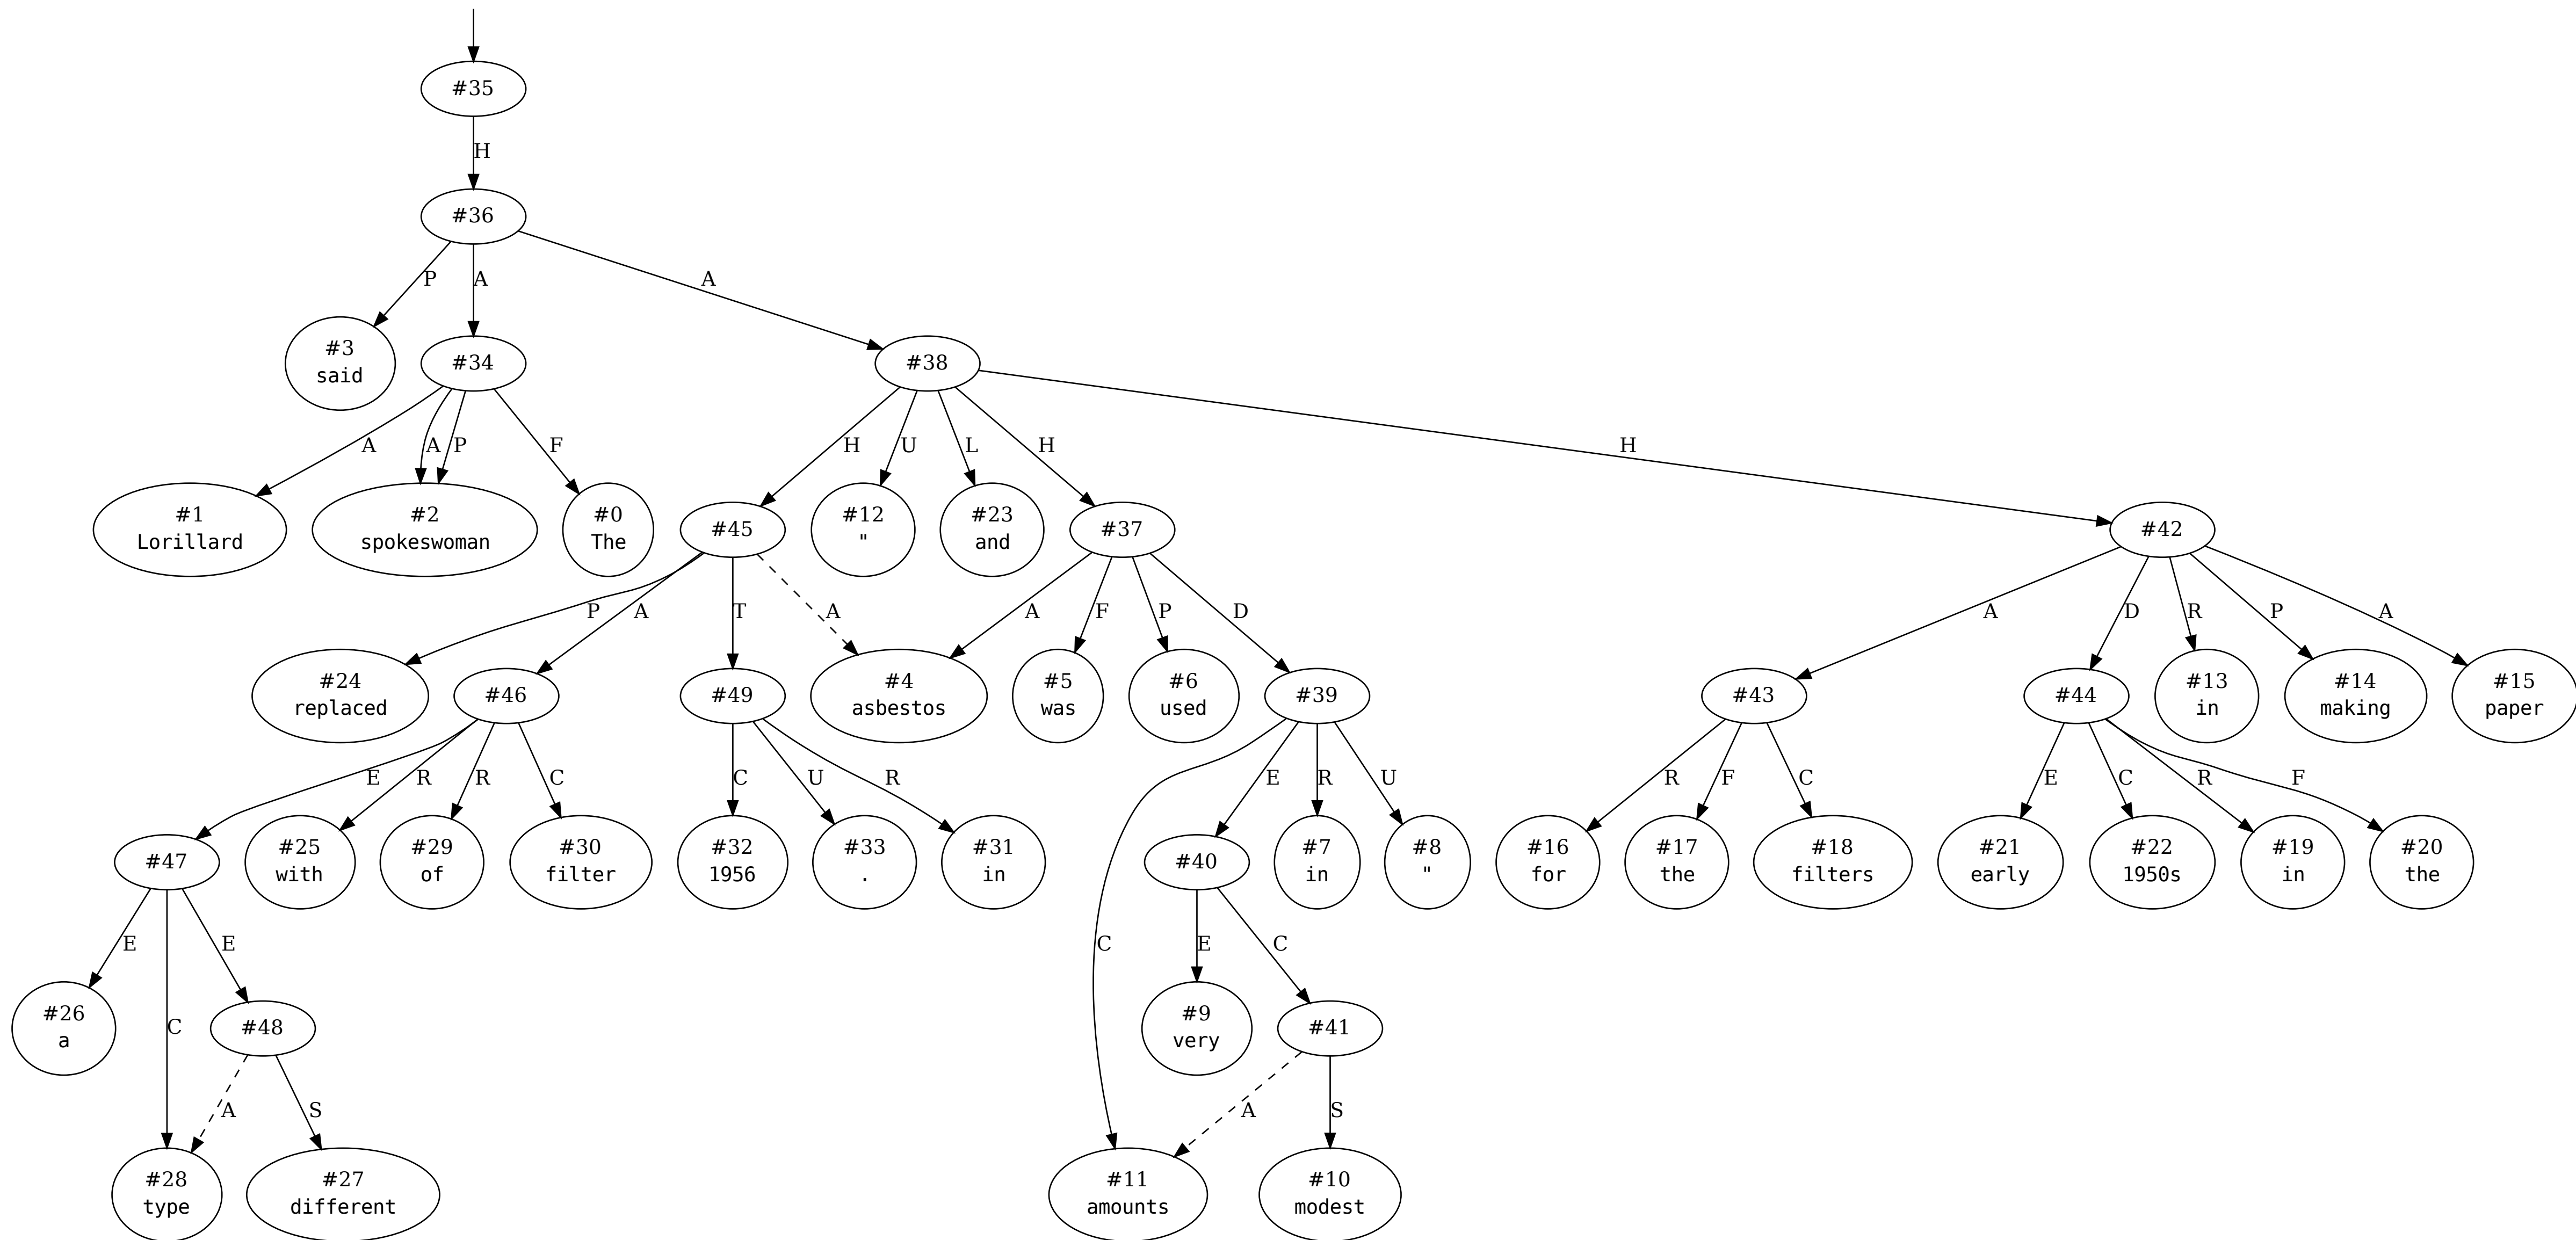 #35
H
#36
P A A
#3
said
#34
#38
A A P F H U L H H
#1
Lorillard
#2
spokeswoman
#0
The
#45
#12
"
#23
and
#37
#42
P A T A A F P D A D R P A
#24
replaced
#46
#49
#4
asbestos
#5
was
#6
used
#39
#43
#44
#13
in
#14
making
#15
paper
E R R C C U R E R U R F C E C R F
#47
#25
with
#29
of
#30
filter
#32
1956
#33
.
#31
in
#40
#7
in
#8
"
#16
for
#17
the
#18
filters
#21
early
#22
1950s
#19
in
#20
the
E C E C E C
#26
a
#48
#9
very
#41
A S A S
#28
type
#27
different
#11
amounts
#10
modest